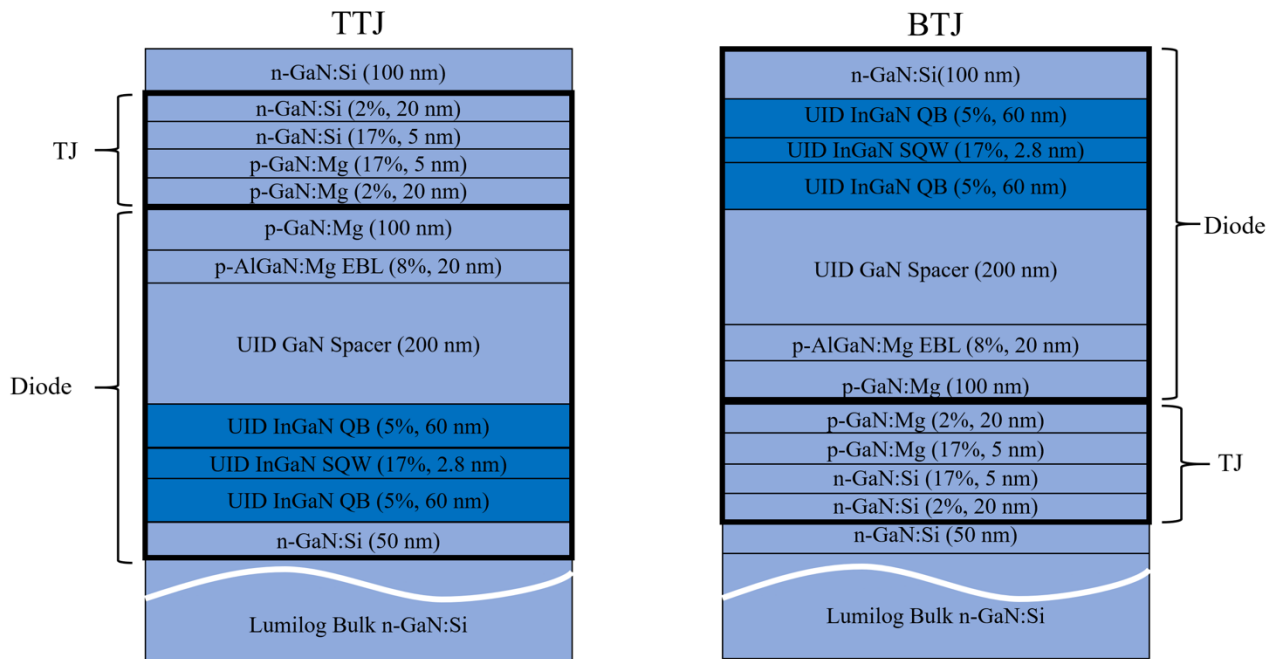 TTJ
n-GaN:Si (100 nm)
n-GaN:Si (2%, 20 nm)
n-GaN:Si (17%, 5 nm)
p-GaN:Mg (17%, 5 nm)
p-GaN:Mg (2%, 20 nm)
TJ
p-GaN:Mg (100 nm)
p-AlGaN:Mg EBL (8%, 20 nm)
UID GaN Spacer (200 nm)
UID InGaN QB (5%, 60 nm)
UID InGaN SQW (17%, 2.8 nm)
UID InGaN QB (5%, 60 nm)
n-GaN:Si (50 nm)
Diode
Lumilog Bulk n-GaN:Si
BTJ
n-GaN:Si(100 nm)
UID InGaN QB (5%, 60 nm)
UID InGaN SQW (17%, 2.8 nm)
UID InGaN QB (5%, 60 nm)
UID GaN Spacer (200 nm)
p-AlGaN:Mg EBL (8%, 20 nm)
p-GaN:Mg (100 nm)
Diode
p-GaN:Mg (2%, 20 nm)
p-GaN:Mg (17%, 5 nm)
n-GaN:Si (17%, 5 nm)
n-GaN:Si (2%, 20 nm)
TJ
n-GaN:Si (50 nm)
Lumilog Bulk n-GaN:Si